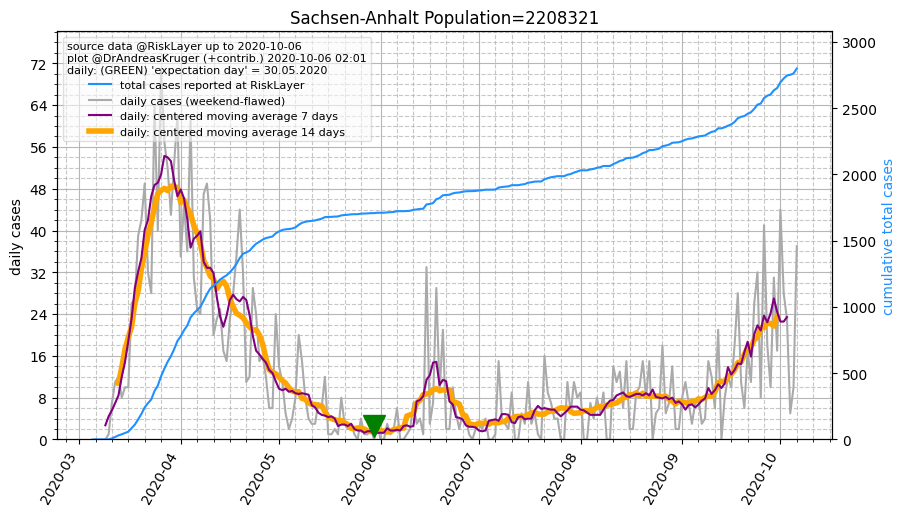 Sachsen-Anhalt Population=2208321
source data @RiskLayer up to 2020-10-06
plot @DrAndreasKruger (+contrib.) 2020-10-06 02:01
daily: (GREEN) 'expectation day' = 30.05.2020
total cases reported at RiskLayer
daily cases (weekend-flawed)
daily: centered moving average 7 days
daily: centered moving average 14 days
daily cases
72
64
56
48
40
32
24
16
8
0
3000
2500
2000
1500
1000
500
0
cumulative total cases
2020-03
2020-04
2020-05
2020-06
2020-07
2020-08
2020-09
2020-10